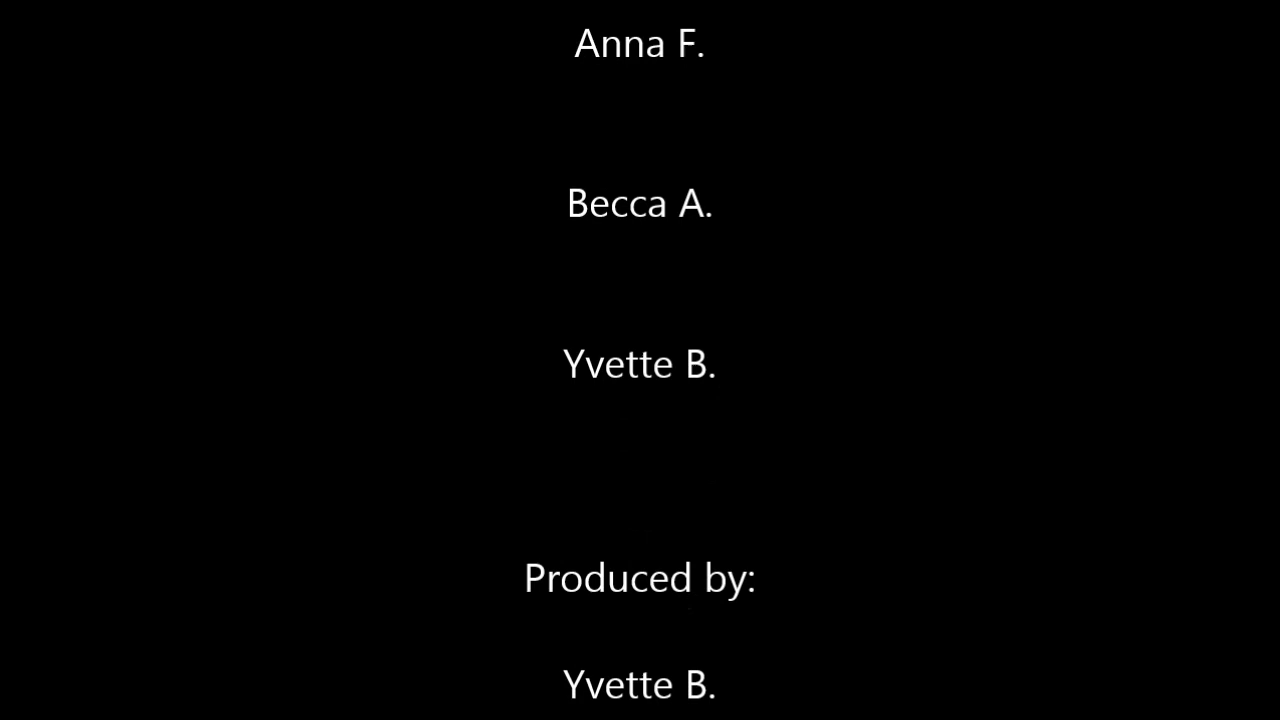 Anna F.
Becca A.
Yvette B.
Produced by:
Yvette B.